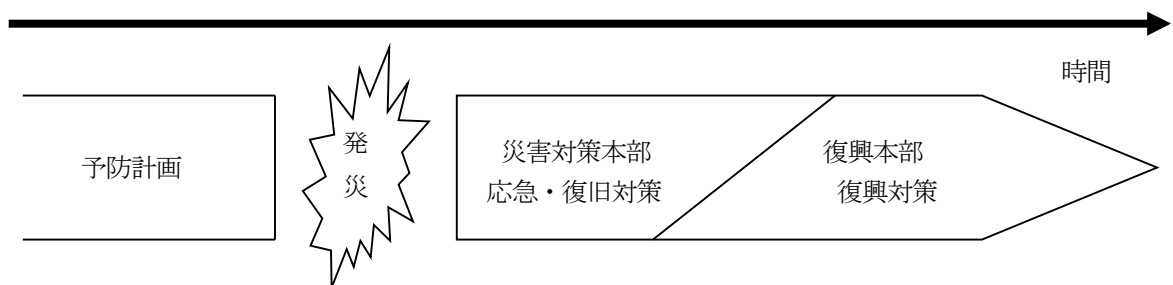 時間
予防計画
発
災
災害対策本部
応急・復旧対策
復興本部
復興対策